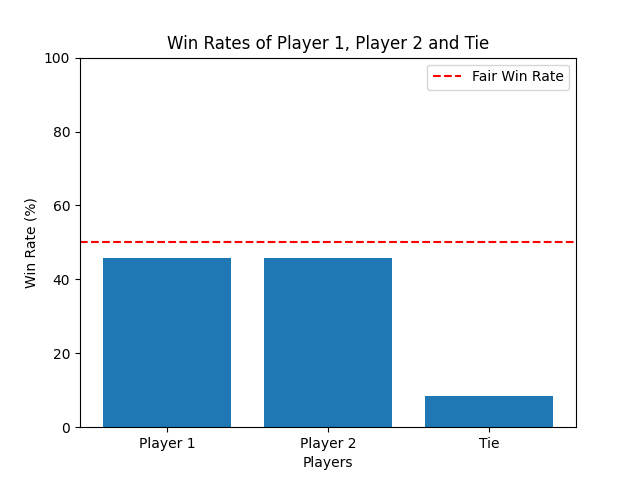 Win Rates of Player 1, Player 2 and Tie
Fair Win Rate
Win Rate (%)
100
80
60
40
20
0
Player 1
Player 2
Tie
Players